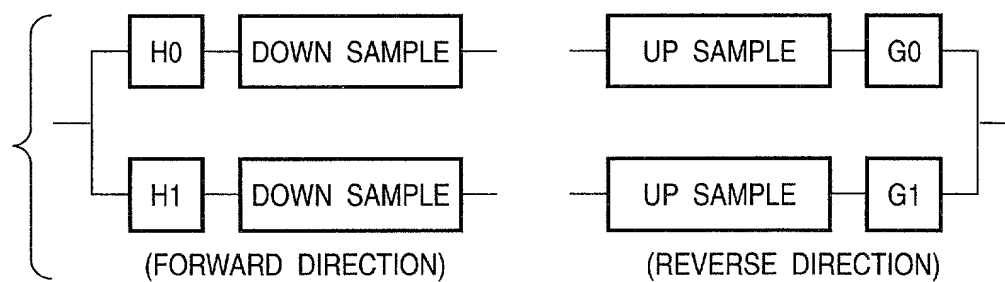 H0 DOWN SAMPLE UP SAMPLE G0
H1 DOWN SAMPLE UP SAMPLE G1
(FORWARD DIRECTION) (REVERSE DIRECTION)